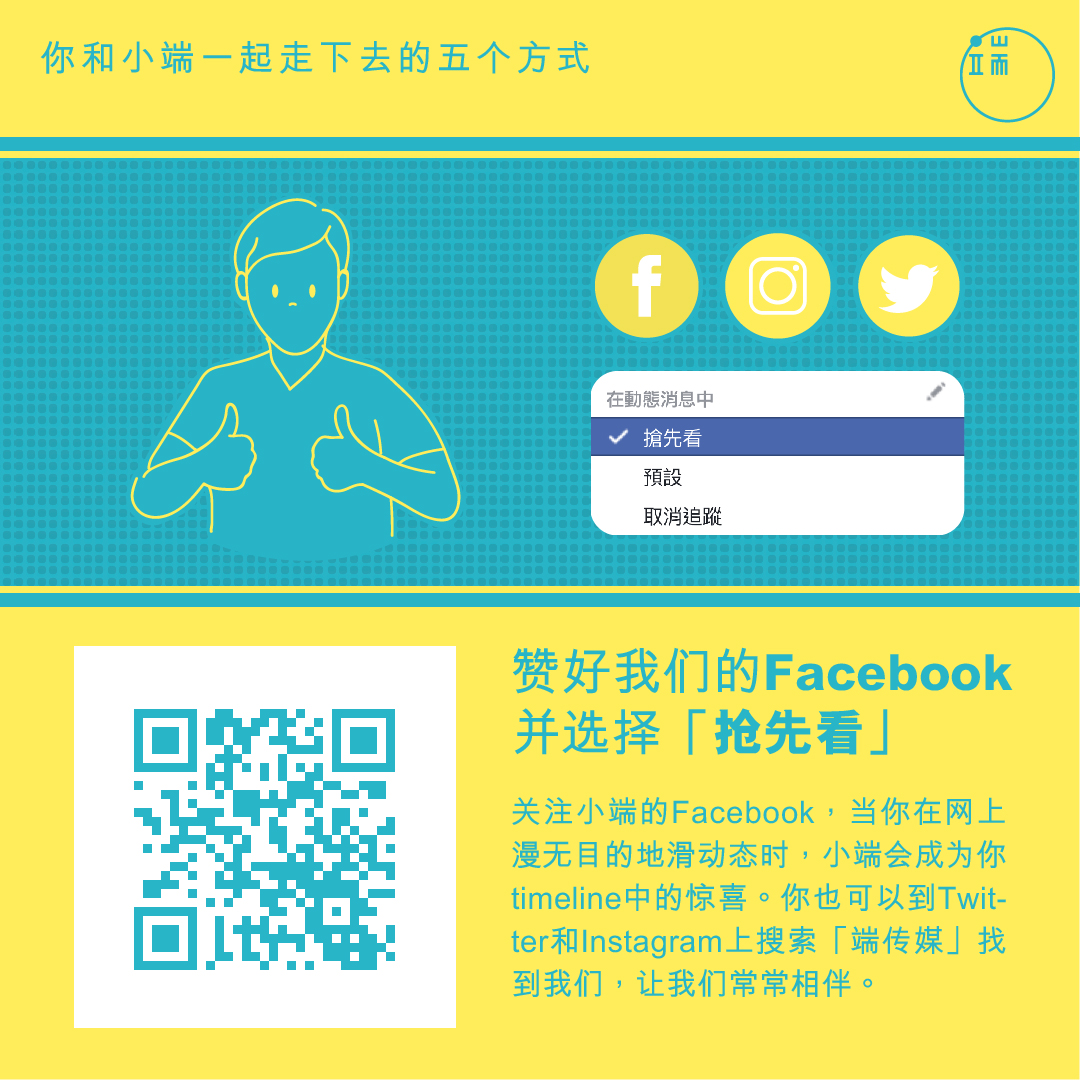 你和小端一起走下去的五个方式
端
f
在動態消息中
搶先看
預設
取消追蹤
赞好我们的Facebook
并选择「抢先看」
关注小端的Facebook，当你在网上
漫无目的地滑动态时，小端会成为你
timeline中的惊喜。你也可以到Twit-
ter和Instagram上搜索「端传媒」找
到我们，让我们常常相伴。